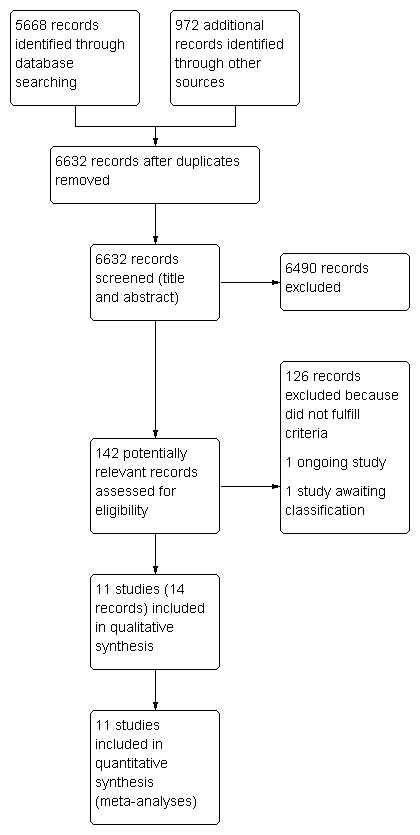 5668 records
identified through
database
searching
972 additional
records identified
through other
sources
6632 records after duplicates
removed
6632 records
screened (title
and abstract)
6490 records
excluded
126 records
excluded because
did not fulfill
criteria
1 ongoing study
1 study awaiting
classification
142 potentially
relevant records
assessed for
eligibility
11 studies (14
records) included
in qualitative
synthesis
11 studies
included in
quantitative
synthesis
(meta-analyses)